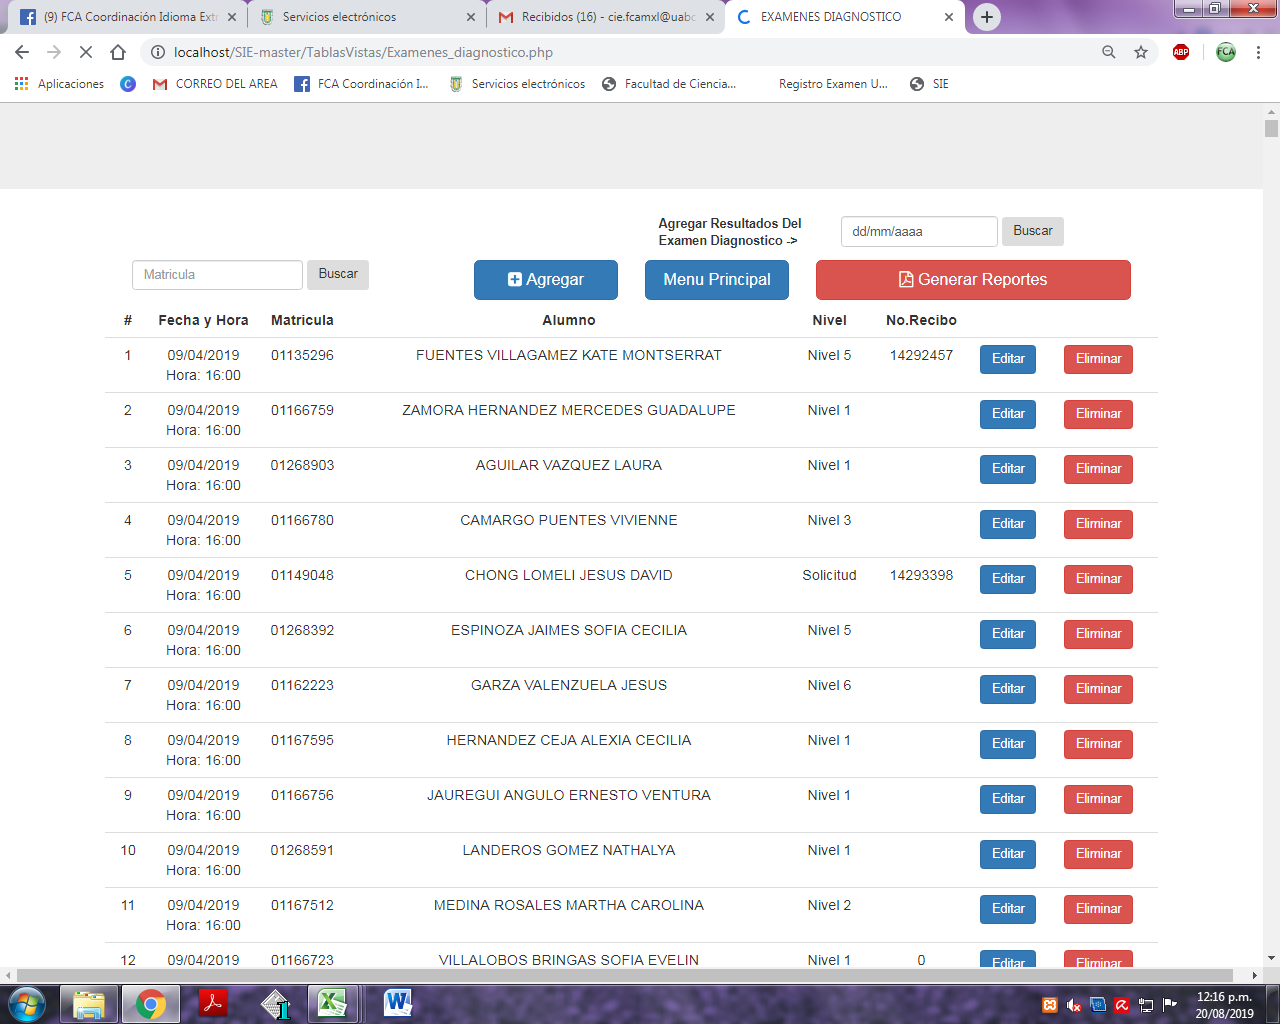 (9) FCA Coordinación Idioma Extr
Servicios electrónicos
Recibidos (16) - cie.fcamxl@uabc
EXAMENES DIAGNOSTICO
localhost/SIE-master/TablasVistas/Examenes_diagnostico.php
ABP
FCA
Aplicaciones
CORREO DEL AREA
FCA Coordinación I...
Servicios electrónicos
Facultad de Ciencia...
Registro Examen U...
SIE
Agregar Resultados Del
Examen Diagnostico ->
dd/mm/aaaa
Buscar
Matricula
Buscar
Agregar
Menu Principal
Generar Reportes
# Fecha y Hora Matricula Alumno Nivel No.Recibo
1 09/04/2019 01135296 FUENTES VILLAGAMEZ KATE MONTSERRAT Nivel 5 14292457 Editar Eliminar
Hora: 16:00
2 09/04/2019 01166759 ZAMORA HERNANDEZ MERCEDES GUADALUPE Nivel 1 Editar Eliminar
Hora: 16:00
3 09/04/2019 01268903 AGUILAR VAZQUEZ LAURA Nivel 1 Editar Eliminar
Hora: 16:00
4 09/04/2019 01166780 CAMARGO PUENTES VIVIENNE Nivel 3 Editar Eliminar
Hora: 16:00
5 09/04/2019 01149048 CHONG LOMELI JESUS DAVID Solicitud 14293398 Editar Eliminar
Hora: 16:00
6 09/04/2019 01268392 ESPINOZA JAIMES SOFIA CECILIA Nivel 5 Editar Eliminar
Hora: 16:00
7 09/04/2019 01162223 GARZA VALENZUELA JESUS Nivel 6 Editar Eliminar
Hora: 16:00
8 09/04/2019 01167595 HERNANDEZ CEJA ALEXIA CECILIA Nivel 1 Editar Eliminar
Hora: 16:00
9 09/04/2019 01166756 JAUREGUI ANGULO ERNESTO VENTURA Nivel 1 Editar Eliminar
Hora: 16:00
10 09/04/2019 01268591 LANDEROS GOMEZ NATHALYA Nivel 1 Editar Eliminar
Hora: 16:00
11 09/04/2019 01167512 MEDINA ROSALES MARTHA CAROLINA Nivel 2 Editar Eliminar
Hora: 16:00
12 09/04/2019 01166723 VILLALOBOS BRINGAS SOFIA EVELIN Nivel 1 0 Editar Eliminar
12:16 p.m.
20/08/2019